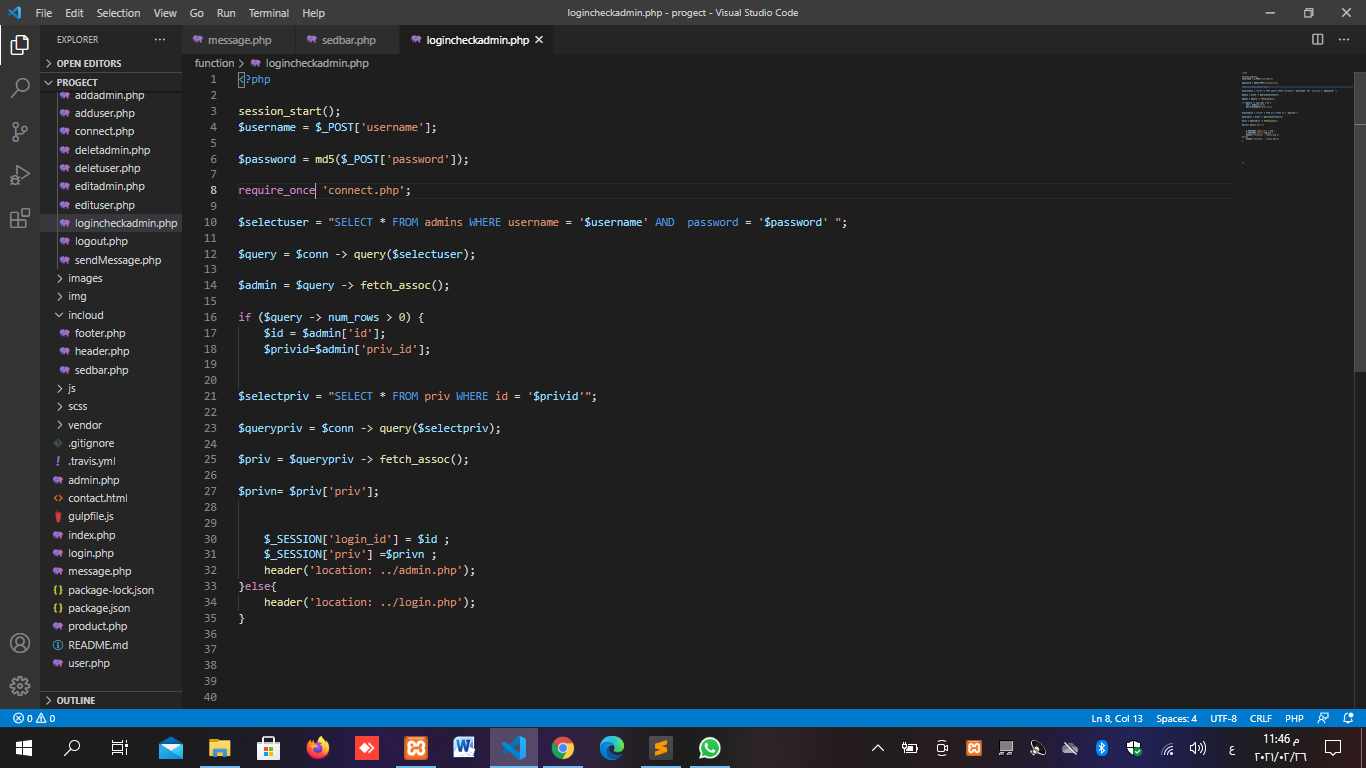 File Edit Selection View Go Run Terminal Help
logincheckadmin.php - progect - Visual Studio Code
EXPLORER
OPEN EDITORS
PROGECT
addadmin.php
adduser.php
connect.php
deletadmin.php
deletuser.php
editadmin.php
edituser.php
logincheckadmin.php
logout.php
sendMessage.php
images
img
incloud
footer.php
header.php
sedbar.php
js
scss
vendor
.gitignore
.travis.yml
admin.php
contact.html
gulpfile.js
index.php
login.php
message.php
package-lock.json
package.json
product.php
README.md
user.php
OUTLINE
message.php sedbar.php logincheckadmin.php
function > logincheckadmin.php
1 <?php
2
3 session_start();
4 $username = $_POST['username'];
5
6 $password = md5($_POST['password']);
7
8 require_once 'connect.php';
9
10 $selectuser = "SELECT * FROM admins WHERE username = '$username' AND  password = '$password' ";
11
12 $query = $conn -> query($selectuser);
13
14 $admin = $query -> fetch_assoc();
15
16 if ($query -> num_rows > 0) {
17     $id = $admin['id'];
18     $privid=$admin['priv_id'];
19
20
21 $selectpriv = "SELECT * FROM priv WHERE id = '$privid'";
22
23 $querypriv = $conn -> query($selectpriv);
24
25 $priv = $querypriv -> fetch_assoc();
26
27 $privn= $priv['priv'];
28
29
30     $_SESSION['login_id'] = $id ;
31     $_SESSION['priv'] =$privn ;
32     header('location: ../admin.php');
33 }else{
34     header('location: ../login.php');
35 }
36
37
38
39
40
0 0
Ln 8, Col 13 Spaces: 4 UTF-8 CRLF PHP
ع
11:46 م
٢٠٢١/٠٢/٢٦